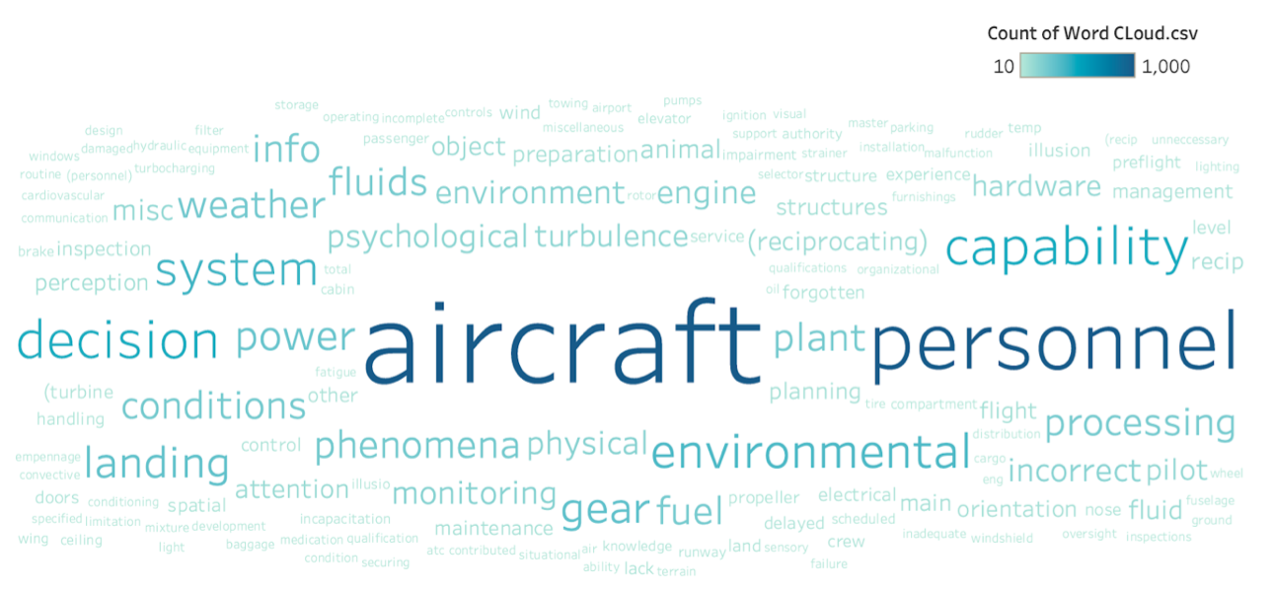 Count of Word CLoud.csv
10 1,000
storage operating incomplete controls wind towing airport pumps elevator ignition visual
design filter info passenger object miscellaneous support authority master parking rudder temp (recip unneccessary
windows damaged hydraulic equipment preparation animal impairment strainer installation malfunction illusion preflight lighting
routine (personnel) turbocharging fluids environment rotor engine selector structure experience furnishings hardware management
cardiovascular communication misc weather structures
brake inspection psychological turbulence service (reciprocating) capability level recip
perception system total cabin qualifications organizational oil forgotten
decision power aircraft plant personnel
(turbine fatigue other planning tire compartment flight
handling conditions control phenomena physical environmental distribution processing
empennage convective landing cargo eng incorrect pilot wheel
doors conditioning spatial attention illusio monitoring gear fuel propeller electrical main orientation nose fluid fuselage ground
specified limitation mixture development incapacitation maintenance delayed scheduled
wing ceiling light baggage medication qualification condition securing atc contributed situational air knowledge runway land sensory crew inadequate windshield oversight inspections
ability lack terrain failure